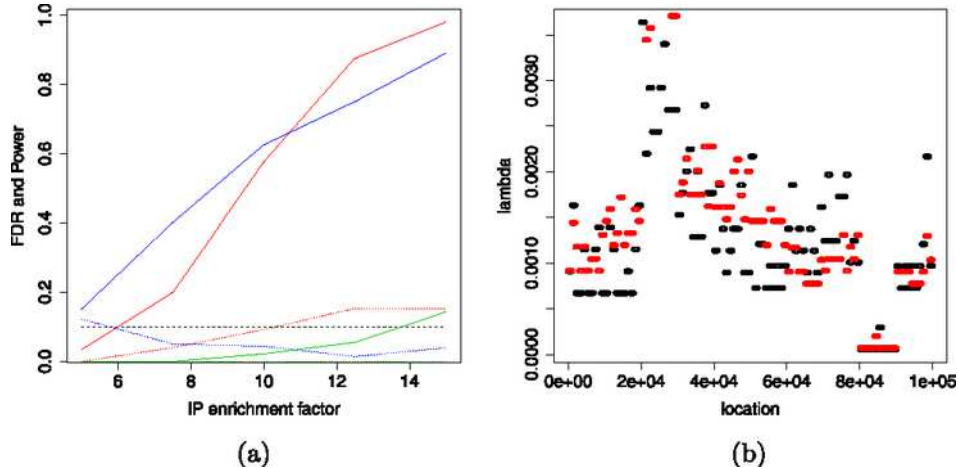 FDR and Power
1.0
0.8
0.6
0.4
0.2
0.0
6
8
10
12
14
IP enrichment factor
(a)
lambda
0.0030
0.0020
0.0010
0.0000
0e+00
2e+04
4e+04
6e+04
8e+04
1e+05
location
(b)